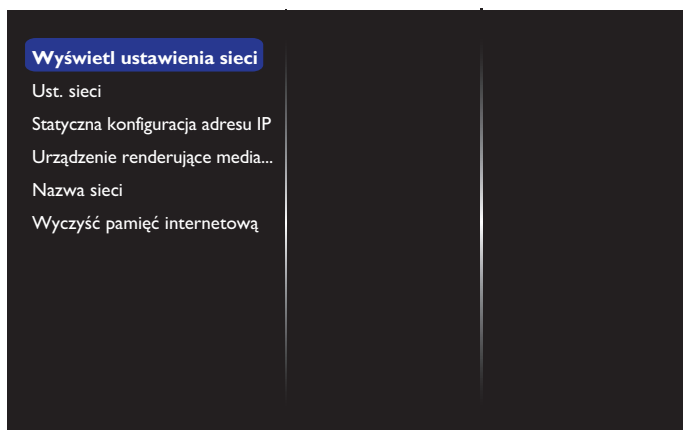 Wyświetl ustawienia sieci
Ust. sieci
Statyczna konfiguracja adresu IP
Urządzenie renderujące media...
Nazwa sieci
Wyczyść pamięć internetową